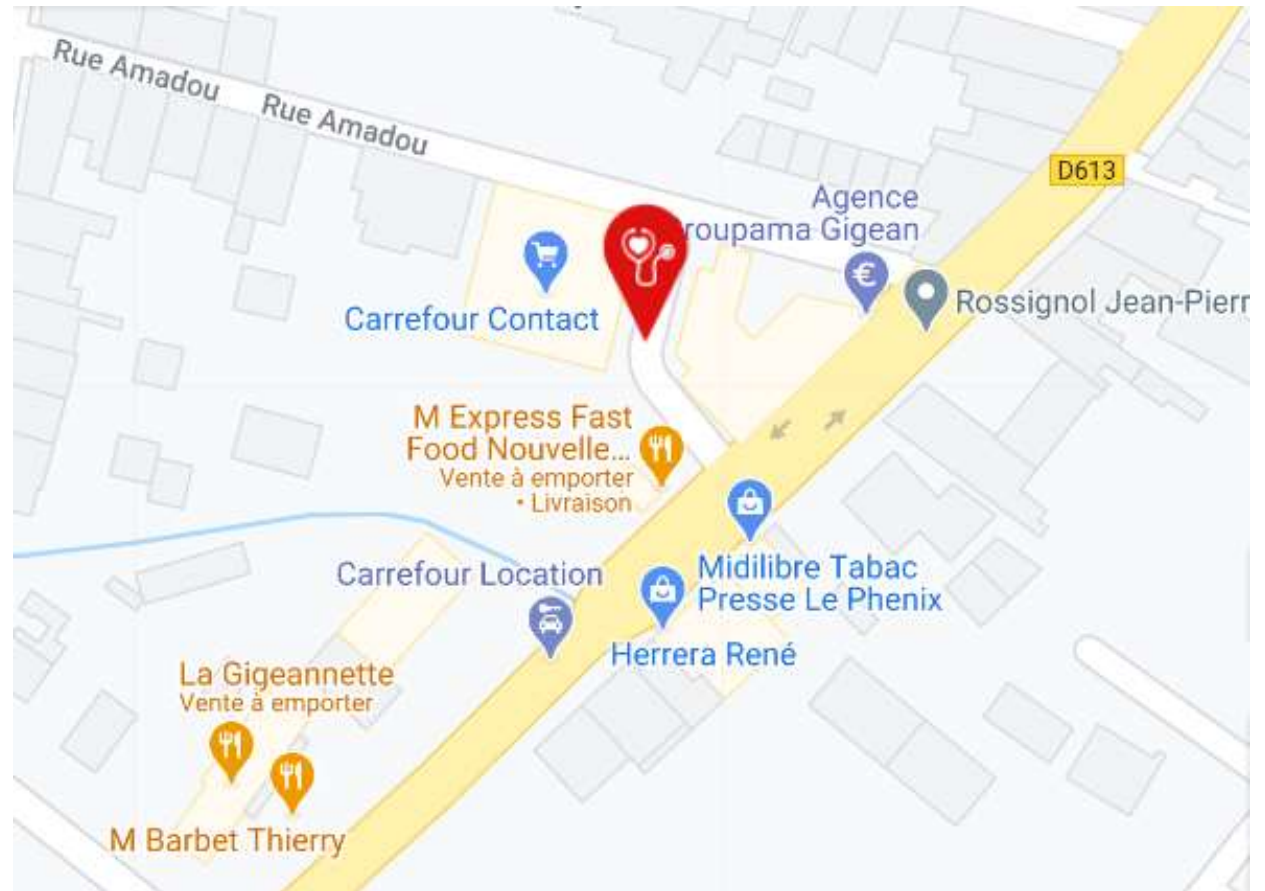 Rue Amadou
Rue Amadou
D613
Agence
roupama Gigean
Rossignol Jean-Pierr
Carrefour Contact
M Express Fast
Food Nouvelle...
Vente à emporter
• Livraison
Carrefour Location
Midilibre Tabac
Presse Le Phenix
Herrera René
La Gigeannette
Vente à emporter
M Barbet Thierry